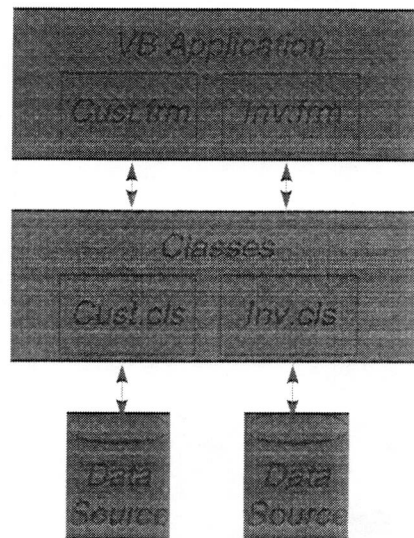 VB Application
Cust.frm Inv.frm
Classes
Cust.cls Inv.cls
Data Data
Source Source